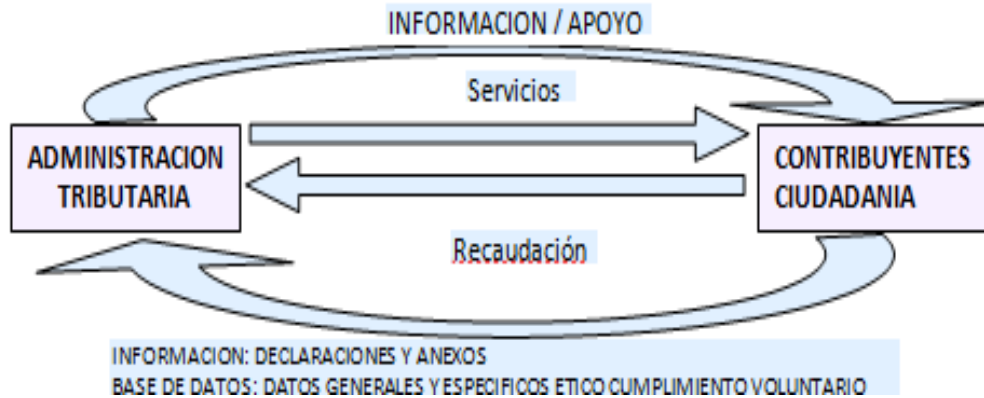 INFORMACION / APOYO
Servicios
ADMINISTRACION
TRIBUTARIA
CONTRIBUYENTES
CIUDADANIA
Recaudación
INFORMACION: DECLARACIONES Y ANEXOS
BASE DE DATOS: DATOS GENERALES Y ESPECIFICOS ETICO CUMPLIMIENTO VOLUNTARIO